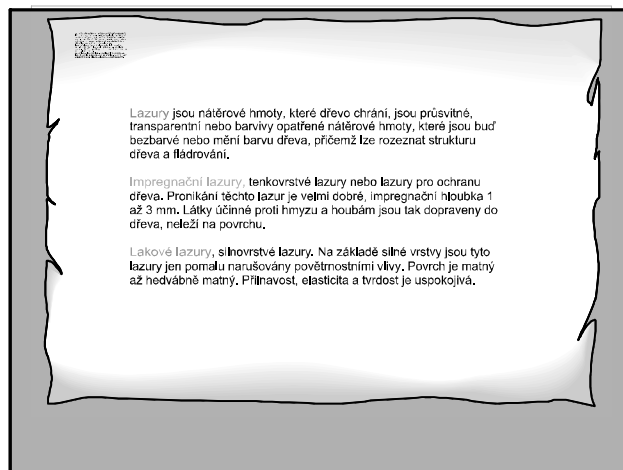 Lazury jsou nátěrové hmoty, které dřevo chrání, jsou průsvitné,
transparentní nebo barvivy opatřené nátěrové hmoty, které jsou buď
bezbarvé nebo mění barvu dřeva, přičemž lze rozeznat strukturu
dřeva a fládrování.
Impregnační lazury, tenkovrstvé lazury nebo lazury pro ochranu
dřeva. Pronikání těchto lazur je velmi dobré, impregnační hloubka 1
až 3 mm. Látky účinné proti hmyzu a houbám jsou tak dopraveny do
dřeva, neleží na povrchu.
Lakové lazury, silnovrstvé lazury. Na základě silné vrstvy jsou tyto
lazury jen pomalu narušovány povětrnostními vlivy. Povrch je matný
až hedvábně matný. Přilnavost, elasticita a tvrdost je uspokojivá.